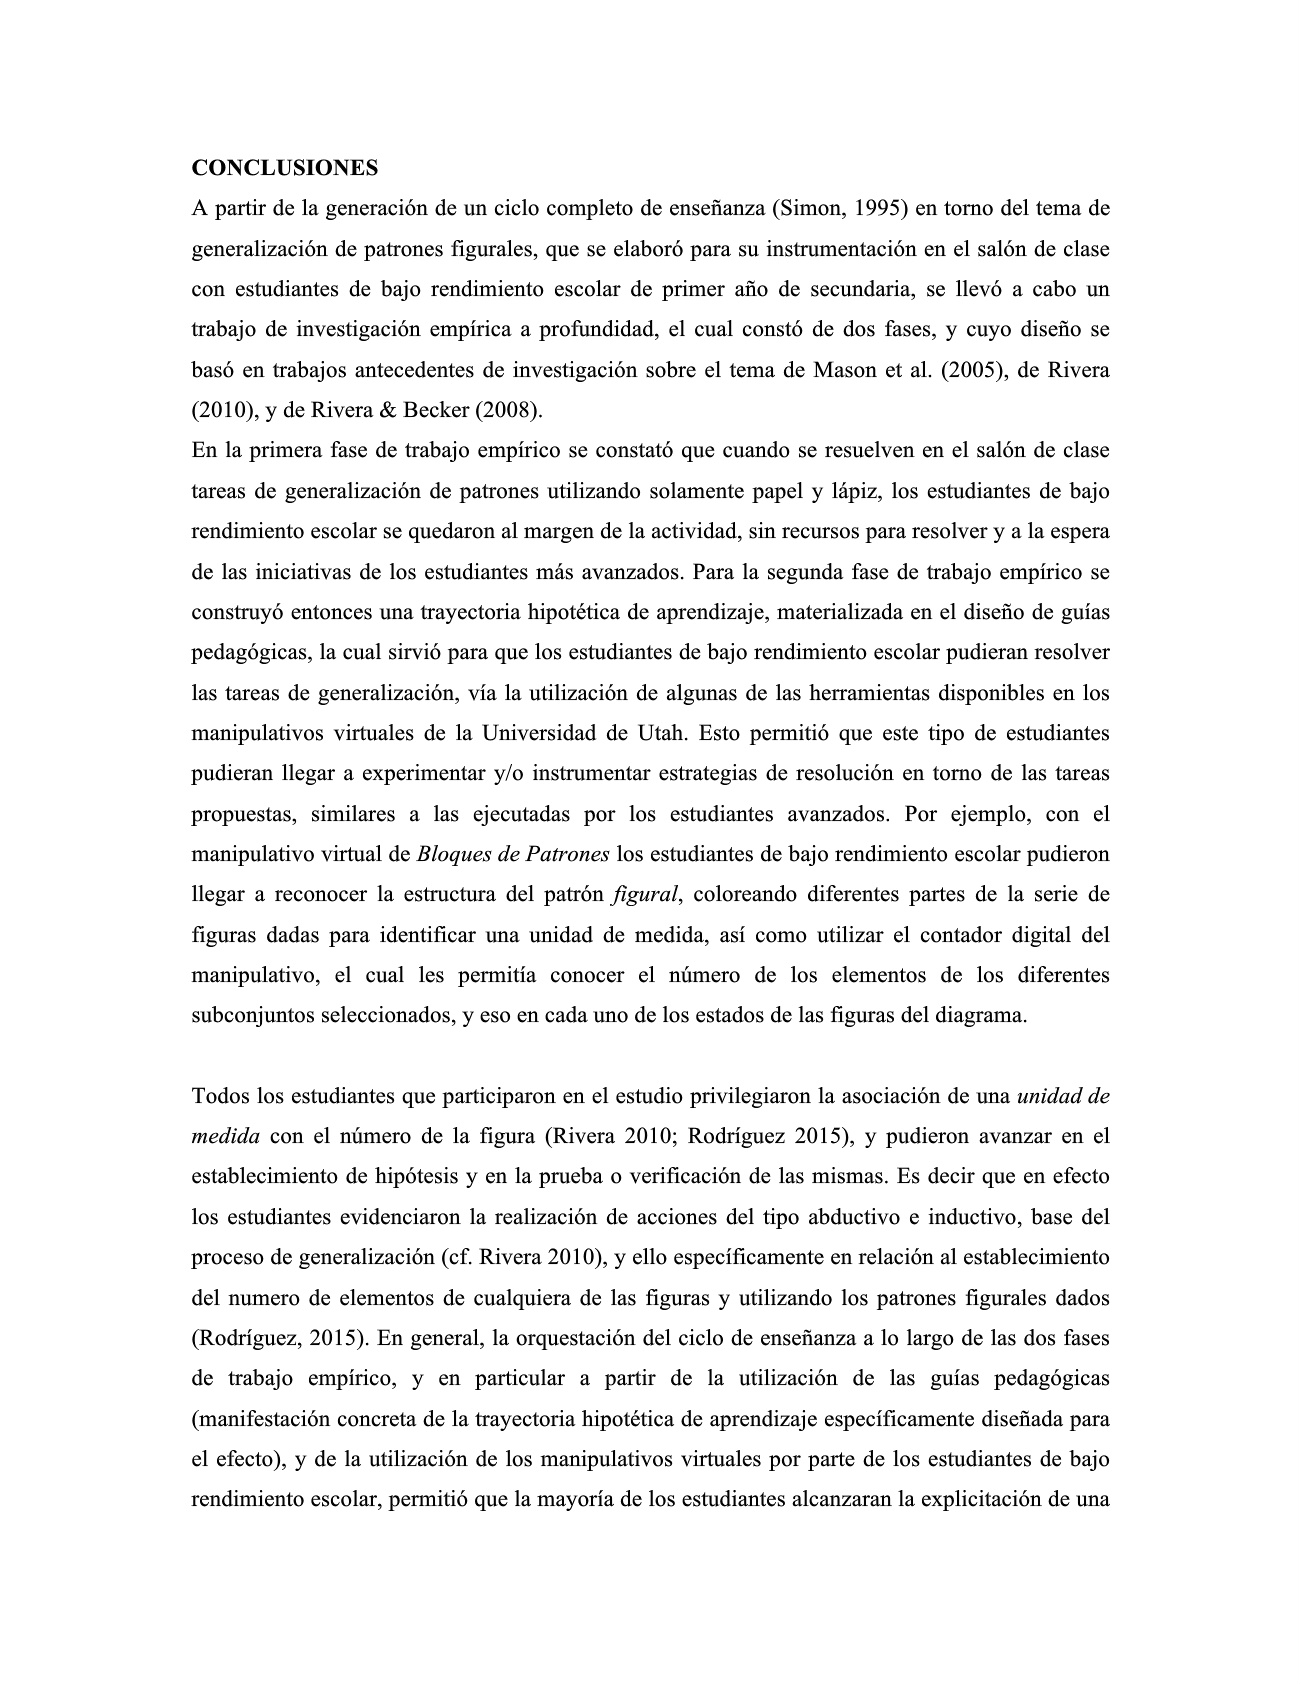 CONCLUSIONES
A partir de la generación de un ciclo completo de enseñanza (Simon, 1995) en torno del tema de
generalización de patrones figurales, que se elaboró para su instrumentación en el salón de clase
con estudiantes de bajo rendimiento escolar de primer año de secundaria, se llevó a cabo un
trabajo de investigación empírica a profundidad, el cual constó de dos fases, y cuyo diseño se
basó en trabajos antecedentes de investigación sobre el tema de Mason et al. (2005), de Rivera
(2010), y de Rivera & Becker (2008).
En la primera fase de trabajo empírico se constató que cuando se resuelven en el salón de clase
tareas de generalización de patrones utilizando solamente papel y lápiz, los estudiantes de bajo
rendimiento escolar se quedaron al margen de la actividad, sin recursos para resolver y a la espera
de las iniciativas de los estudiantes más avanzados. Para la segunda fase de trabajo empírico se
construyó entonces una trayectoria hipotética de aprendizaje, materializada en el diseño de guías
pedagógicas, la cual sirvió para que los estudiantes de bajo rendimiento escolar pudieran resolver
las tareas de generalización, vía la utilización de algunas de las herramientas disponibles en los
manipulativos virtuales de la Universidad de Utah. Esto permitió que este tipo de estudiantes
pudieran llegar a experimentar y/o instrumentar estrategias de resolución en torno de las tareas
propuestas, similares a las ejecutadas por los estudiantes avanzados. Por ejemplo, con el
manipulativo virtual de Bloques de Patrones los estudiantes de bajo rendimiento escolar pudieron
llegar a reconocer la estructura del patrón figural, coloreando diferentes partes de la serie de
figuras dadas para identificar una unidad de medida, así como utilizar el contador digital del
manipulativo, el cual les permitía conocer el número de los elementos de los diferentes
subconjuntos seleccionados, y eso en cada uno de los estados de las figuras del diagrama.
Todos los estudiantes que participaron en el estudio privilegiaron la asociación de una unidad de
medida con el número de la figura (Rivera 2010; Rodríguez 2015), y pudieron avanzar en el
establecimiento de hipótesis y en la prueba o verificación de las mismas. Es decir que en efecto
los estudiantes evidenciaron la realización de acciones del tipo abductivo e inductivo, base del
proceso de generalización (cf. Rivera 2010), y ello específicamente en relación al establecimiento
del numero de elementos de cualquiera de las figuras y utilizando los patrones figurales dados
(Rodríguez, 2015). En general, la orquestación del ciclo de enseñanza a lo largo de las dos fases
de trabajo empírico, y en particular a partir de la utilización de las guías pedagógicas
(manifestación concreta de la trayectoria hipotética de aprendizaje específicamente diseñada para
el efecto), y de la utilización de los manipulativos virtuales por parte de los estudiantes de bajo
rendimiento escolar, permitió que la mayoría de los estudiantes alcanzaran la explicitación de una